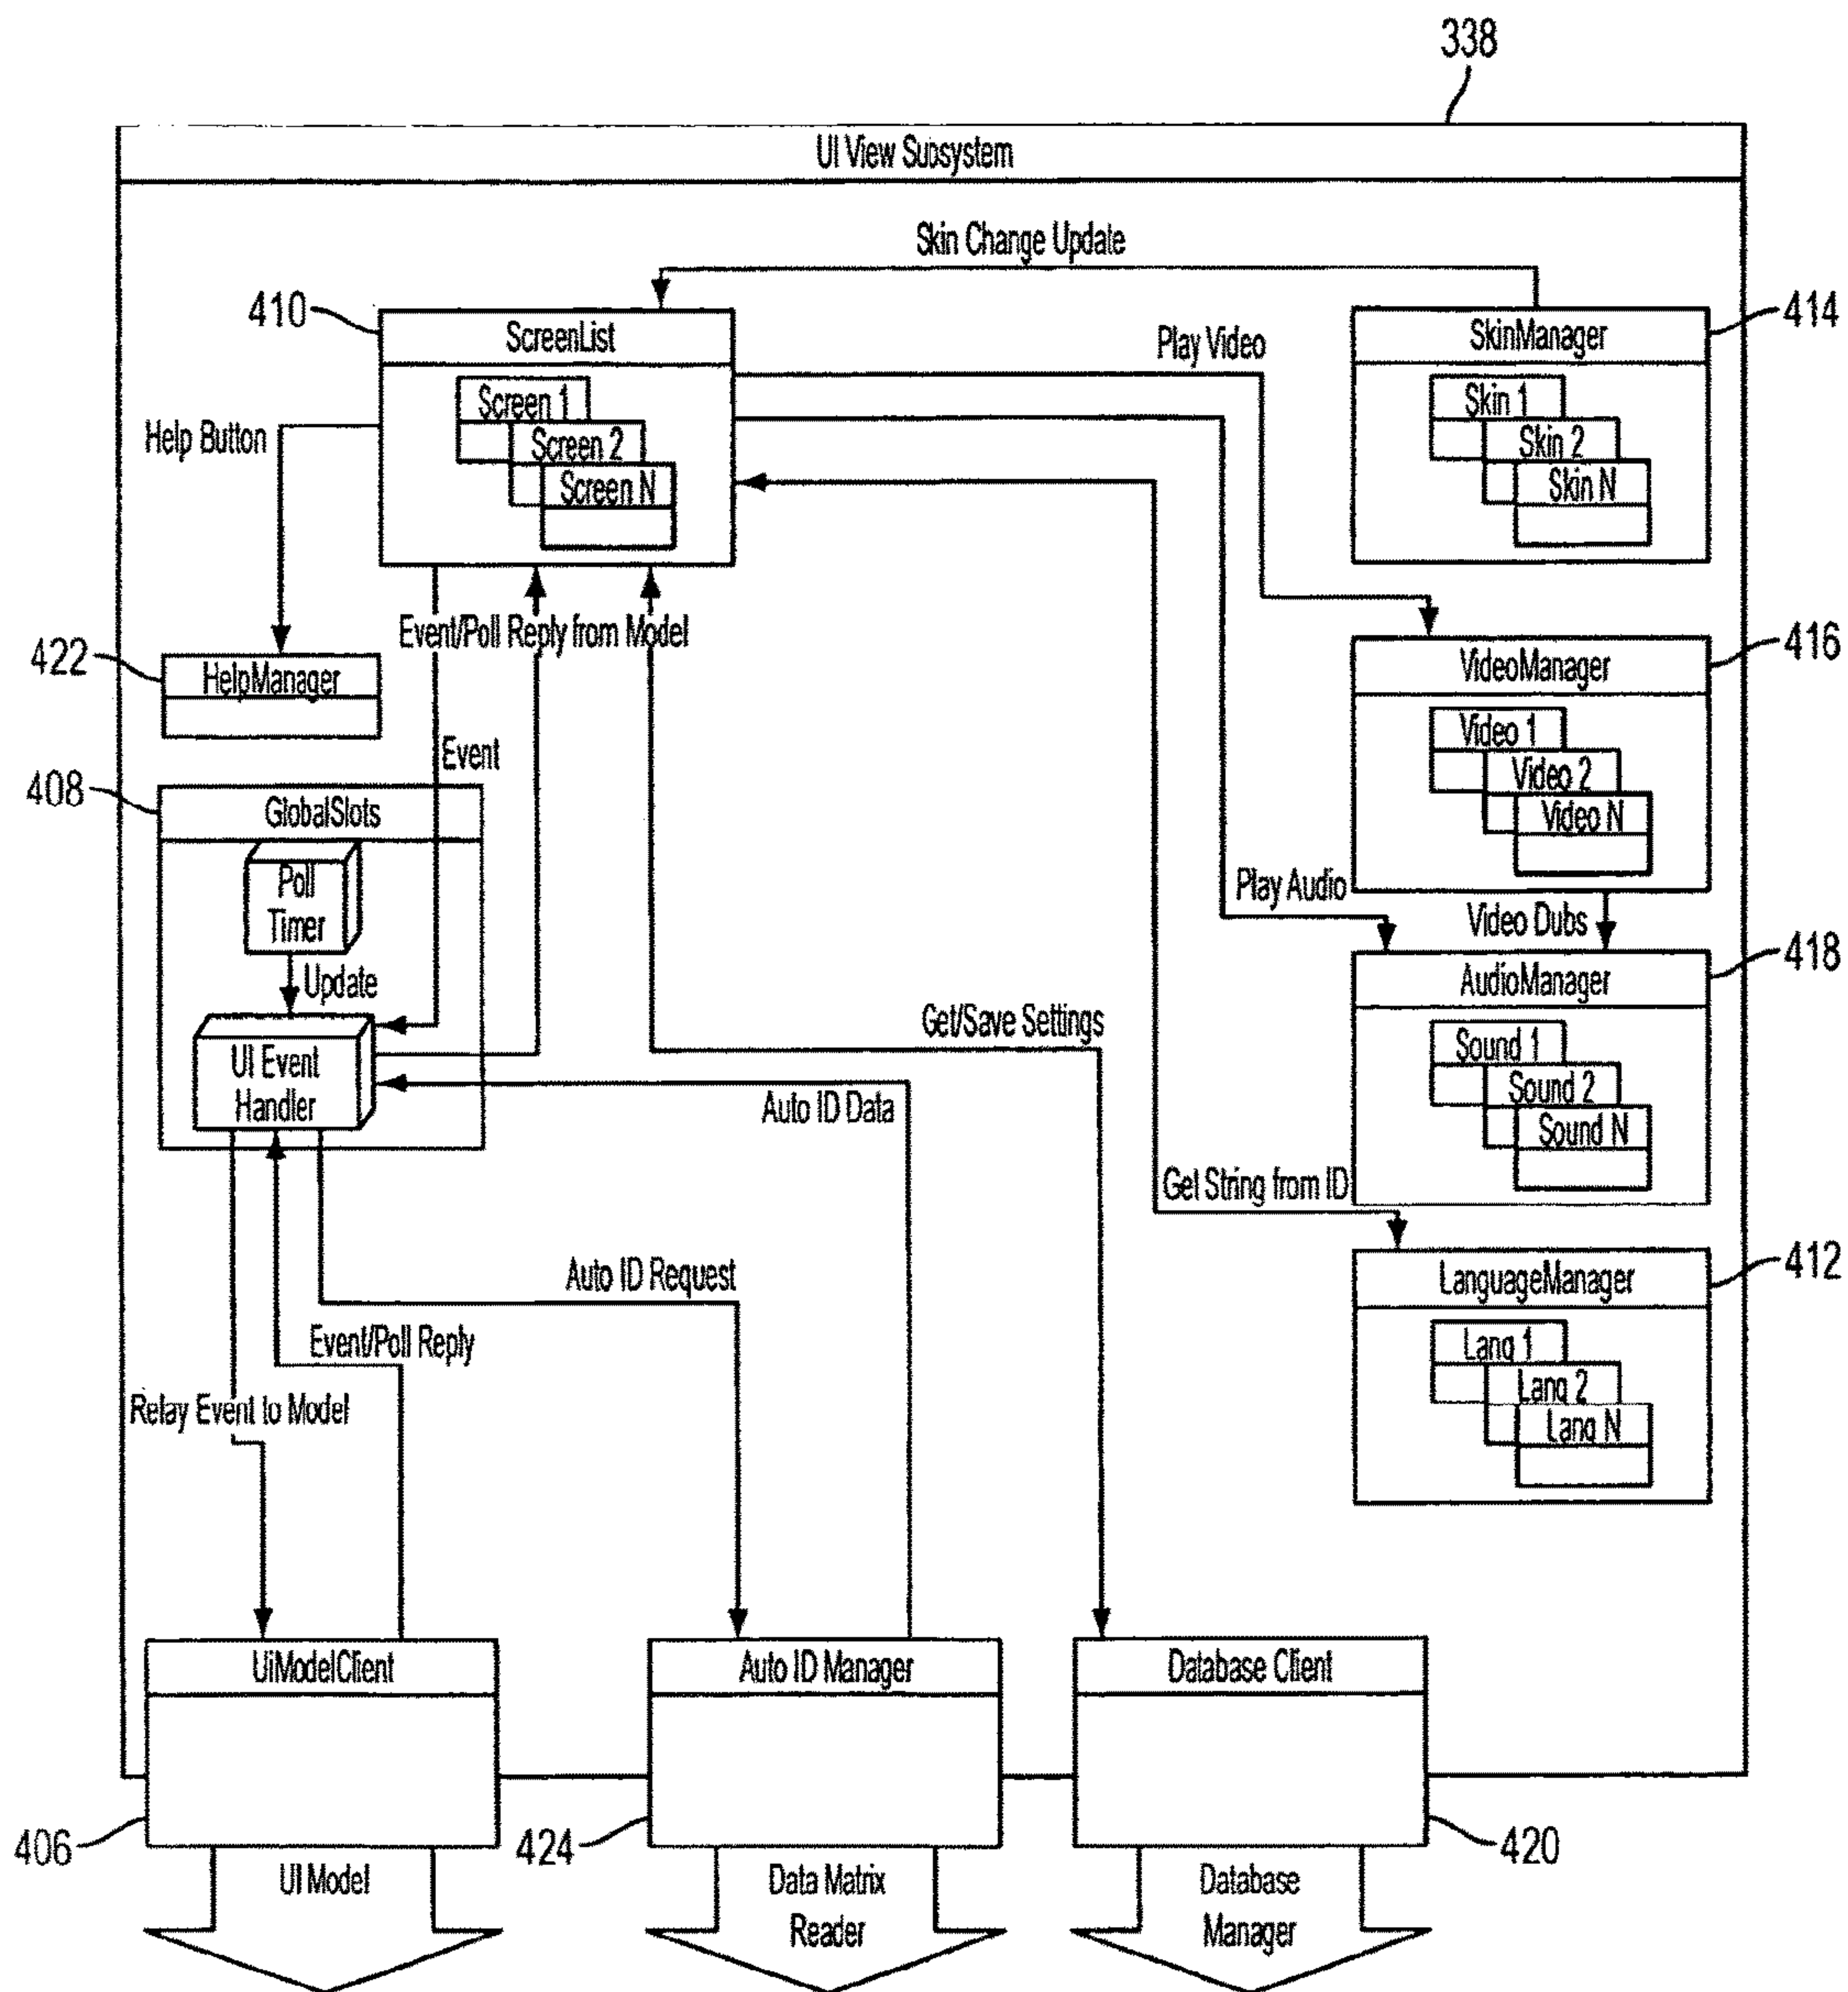 338
UI View Subsystem
Skin Change Update
410
ScreenList
Screen 1
Screen 2
Screen N
Play Video
414
SkinManager
Skin 1
Skin 2
Skin N
Help Button
Event/Poll Reply from Model
422
HelpManager
416
VideoManager
Video 1
Video 2
Video N
Event
408
GlobalSlots
Poll
Timer
Update
UI Event
Handler
Play Audio
Video Dubs
418
AudioManager
Sound 1
Sound 2
Sound N
Get/Save Settings
Auto ID Data
Get String from ID
412
LanguageManager
Lang 1
Lang 2
Lang N
Auto ID Request
Event/Poll Reply
Relay Event to Model
UiModelClient
Auto ID Manager
Database Client
406
424
420
UI Model
Data Matrix
Reader
Database
Manager